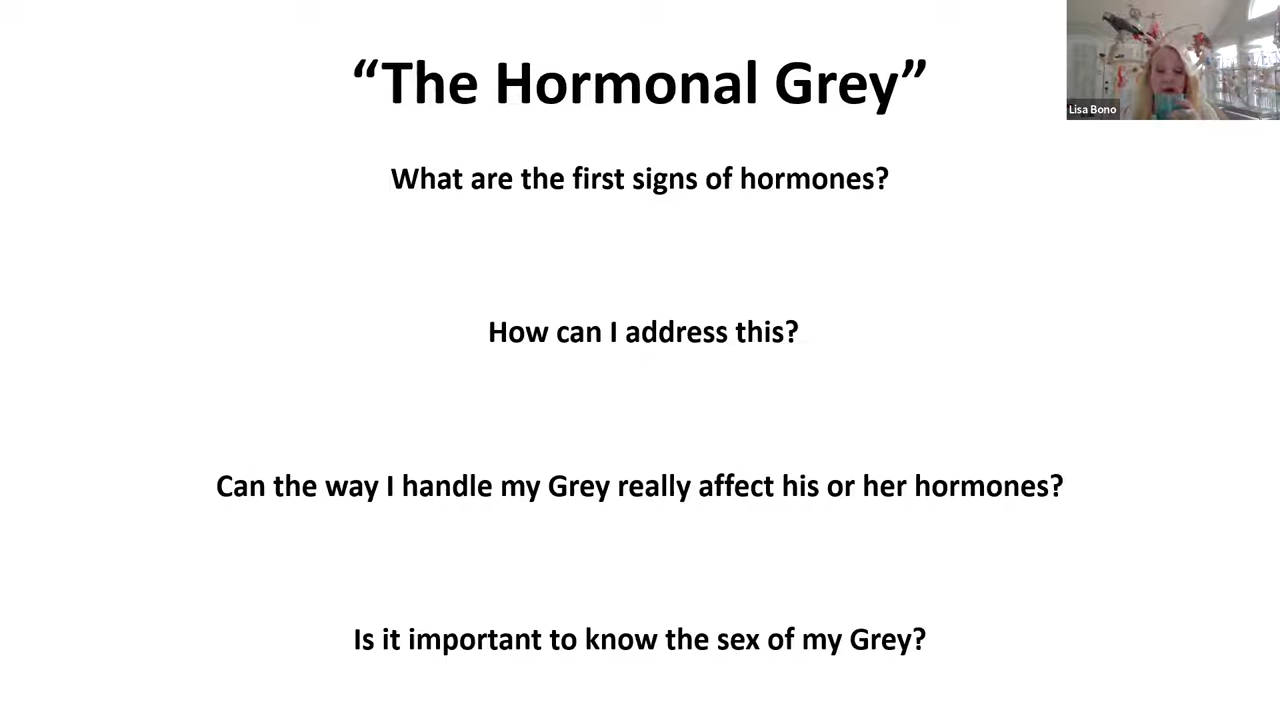 “The Hormonal Grey”
Lisa Bono
What are the first signs of hormones?
How can I address this?
Can the way I handle my Grey really affect his or her hormones?
Is it important to know the sex of my Grey?